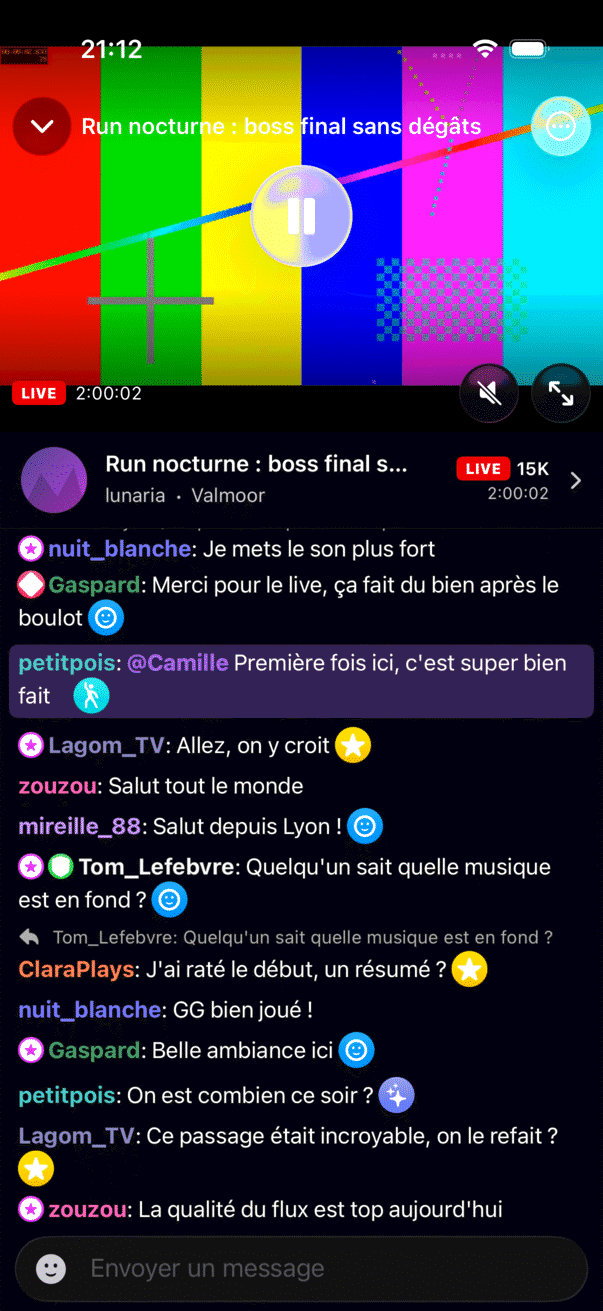 21:12
Run nocturne : boss final sans dégâts
LIVE 2:00:02
Run nocturne : boss final s...
LIVE 15K
lunaria • Valmoor
2:00:02
nuit_blanche: Je mets le son plus fort
Gaspard: Merci pour le live, ça fait du bien après le
boulot
petitpois: @Camille Première fois ici, c'est super bien
fait
Lagom_TV: Allez, on y croit
zouzou: Salut tout le monde
mireille_88: Salut depuis Lyon !
Tom_Lefebvre: Quelqu'un sait quelle musique
est en fond ?
Tom_Lefebvre: Quelqu'un sait quelle musique est en fond ?
ClaraPlays: J'ai raté le début, un résumé ?
nuit_blanche: GG bien joué !
Gaspard: Belle ambiance ici
petitpois: On est combien ce soir ?
Lagom_TV: Ce passage était incroyable, on le refait ?
zouzou: La qualité du flux est top aujourd'hui
Envoyer un message